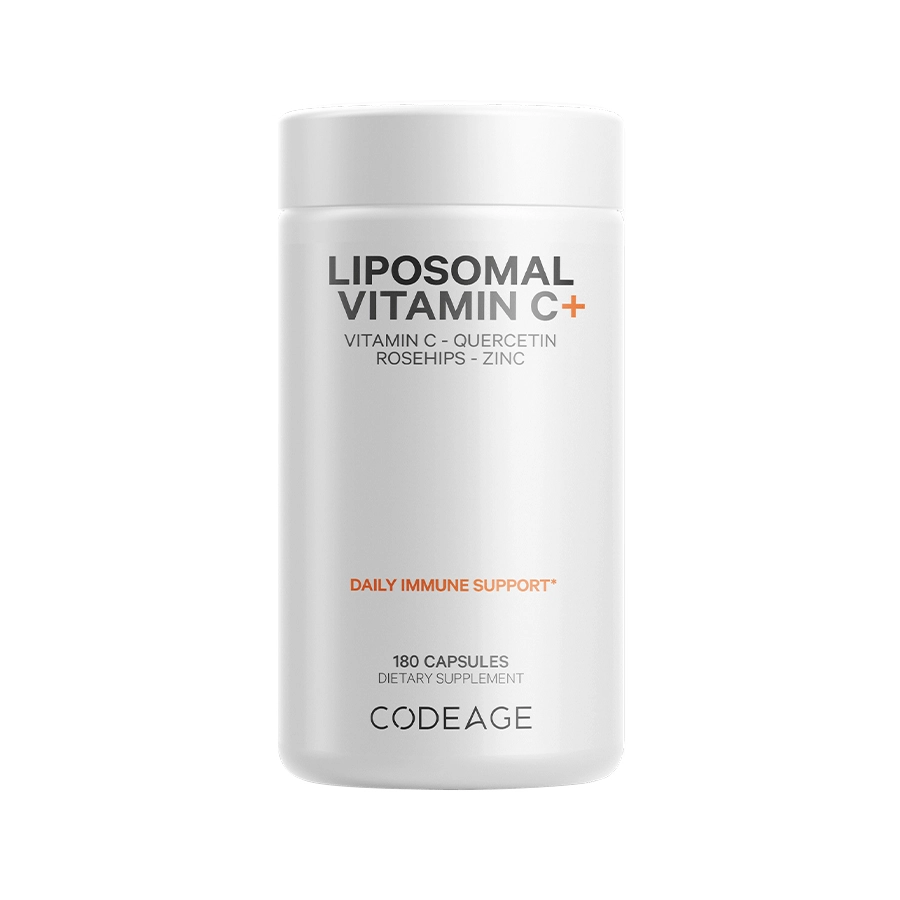 LIPOSOMAL
VITAMIN C+
VITAMIN C - QUERCETIN
ROSEHIPS - ZINC
DAILY IMMUNE SUPPORT*
180 CAPSULES
DIETARY SUPPLEMENT
CODEAGE